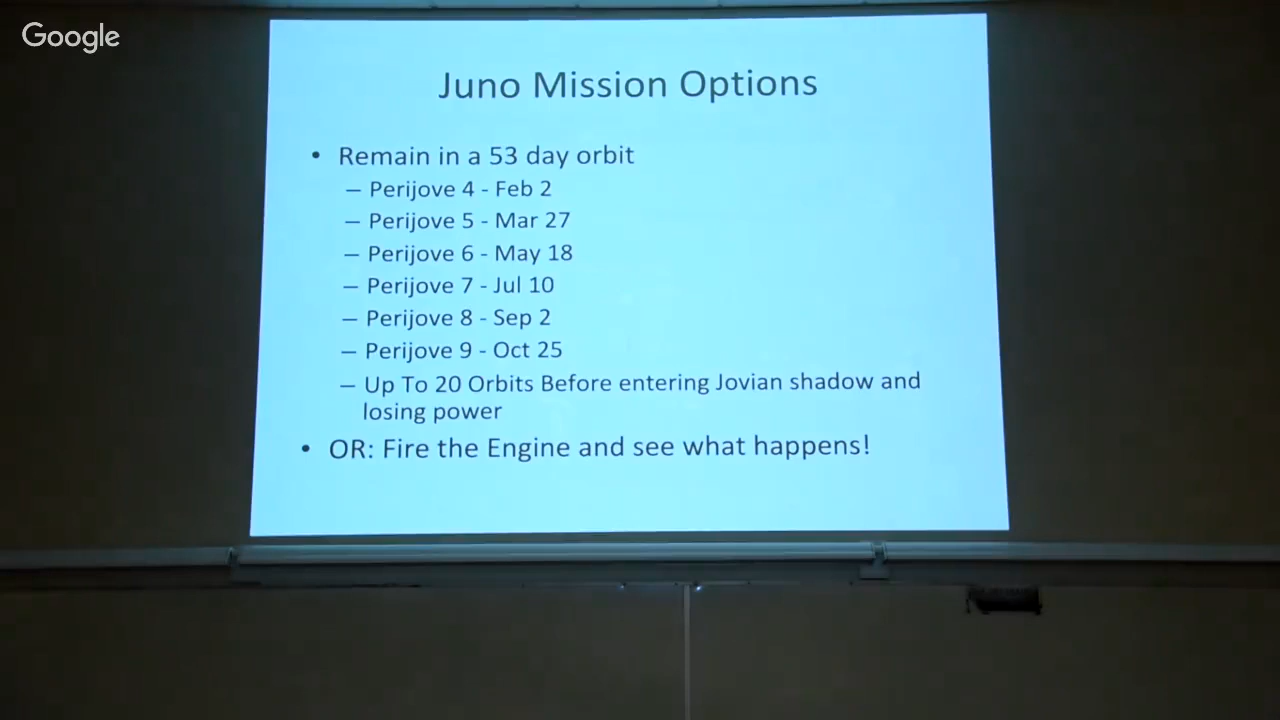 Google
Juno Mission Options
• Remain in a 53 day orbit
– Perijove 4 - Feb 2
– Perijove 5 - Mar 27
– Perijove 6 - May 18
– Perijove 7 - Jul 10
– Perijove 8 - Sep 2
– Perijove 9 - Oct 25
– Up To 20 Orbits Before entering Jovian shadow and
losing power
• OR: Fire the Engine and see what happens!